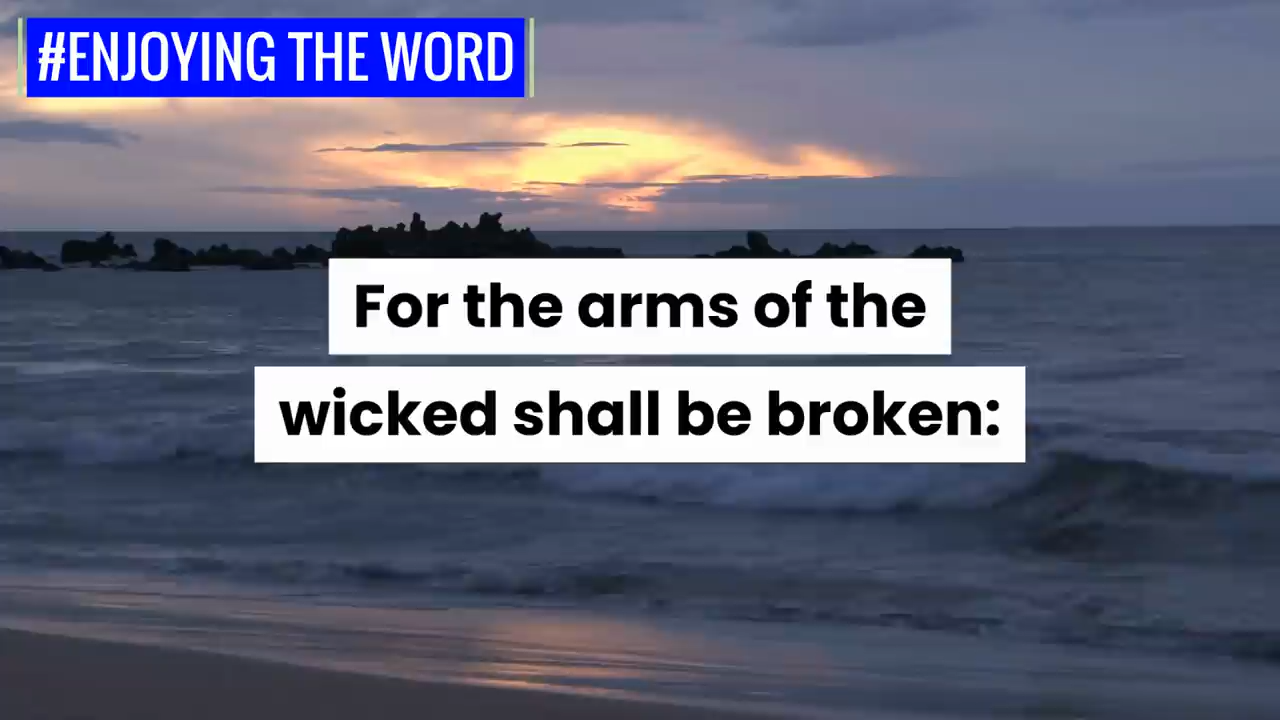 #ENJOYING THE WORD
For the arms of the
wicked shall be broken: